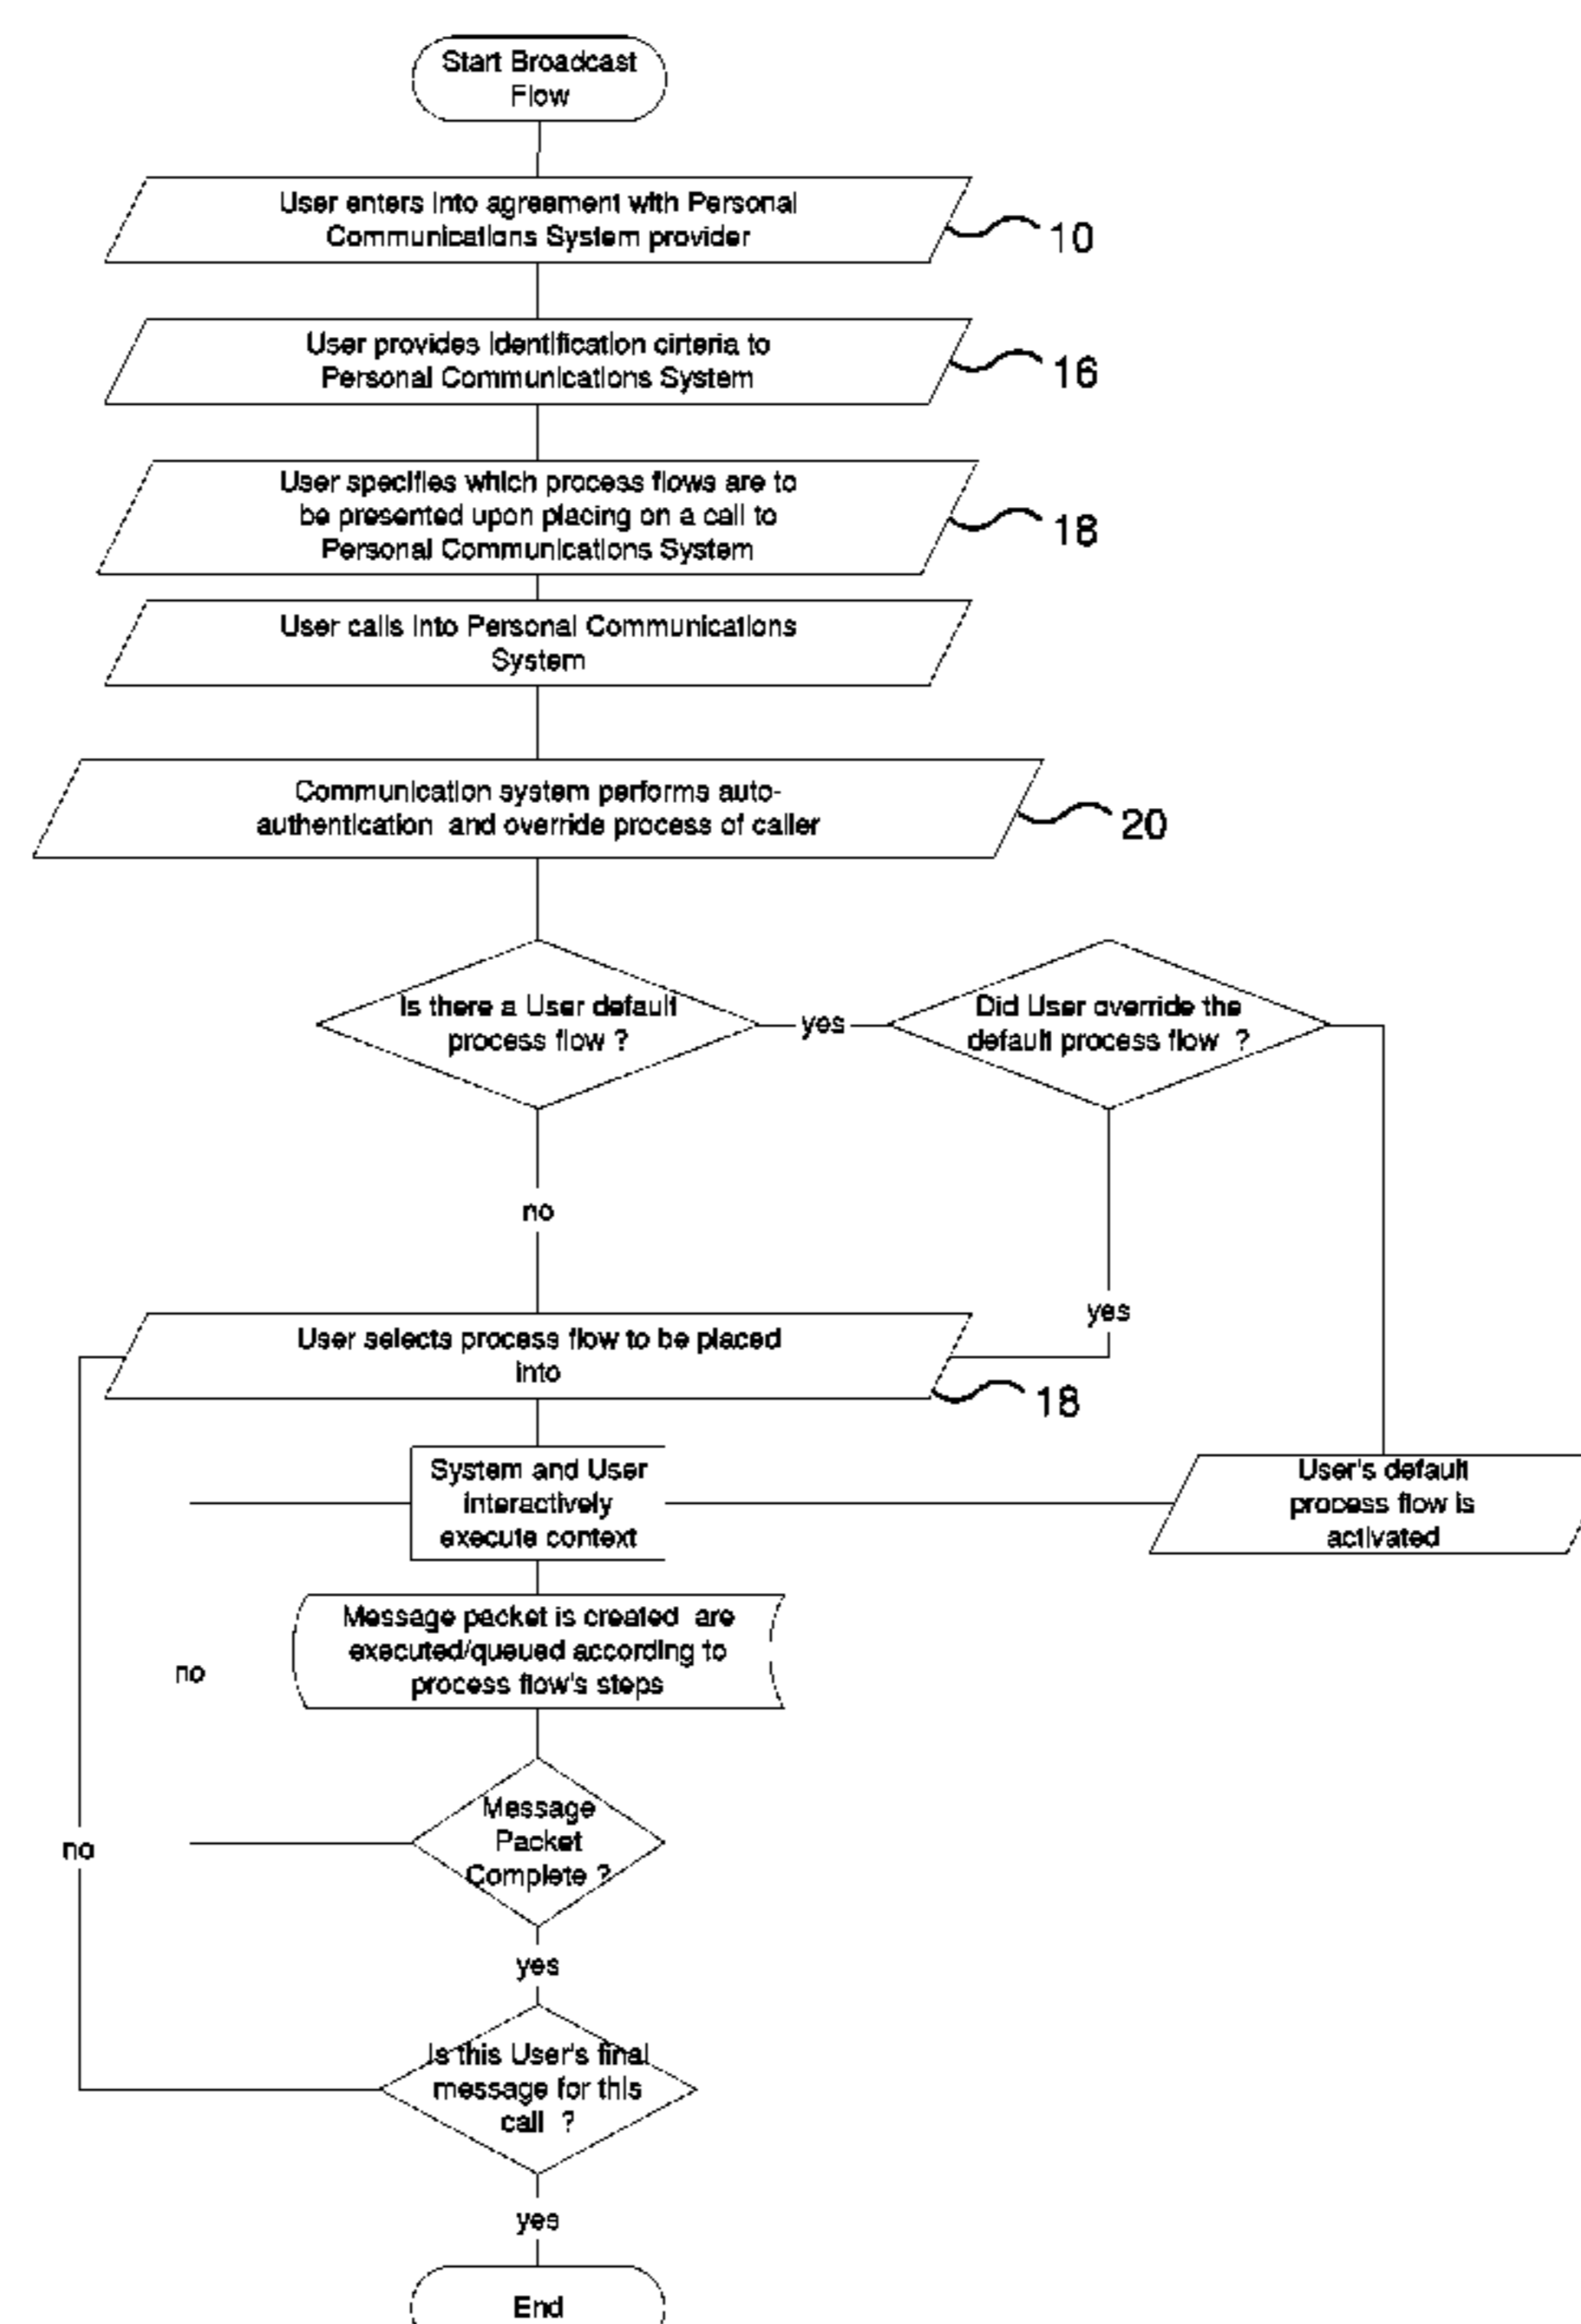 Start Broadcast
Flow
User enters into agreement with Personal
Communications System provider
10
User provides identification cirteria to
Personal Communications System
16
User specifies which process flows are to
be presented upon placing on a call to
Personal Communications System
18
User calls into Personal Communications
System
Communication system performs auto-
authentication and override process of caller
20
Is there a User default
process flow ?
yes
Did User override the
default process flow ?
no
yes
User selects process flow to be placed
into
18
System and User
interactively
execute context
User's default
process flow is
activated
Message packet is created are
executed/queued according to
process flow's steps
no
Message
Packet
Complete ?
no
yes
Is this User's final
message for this
call ?
yes
End